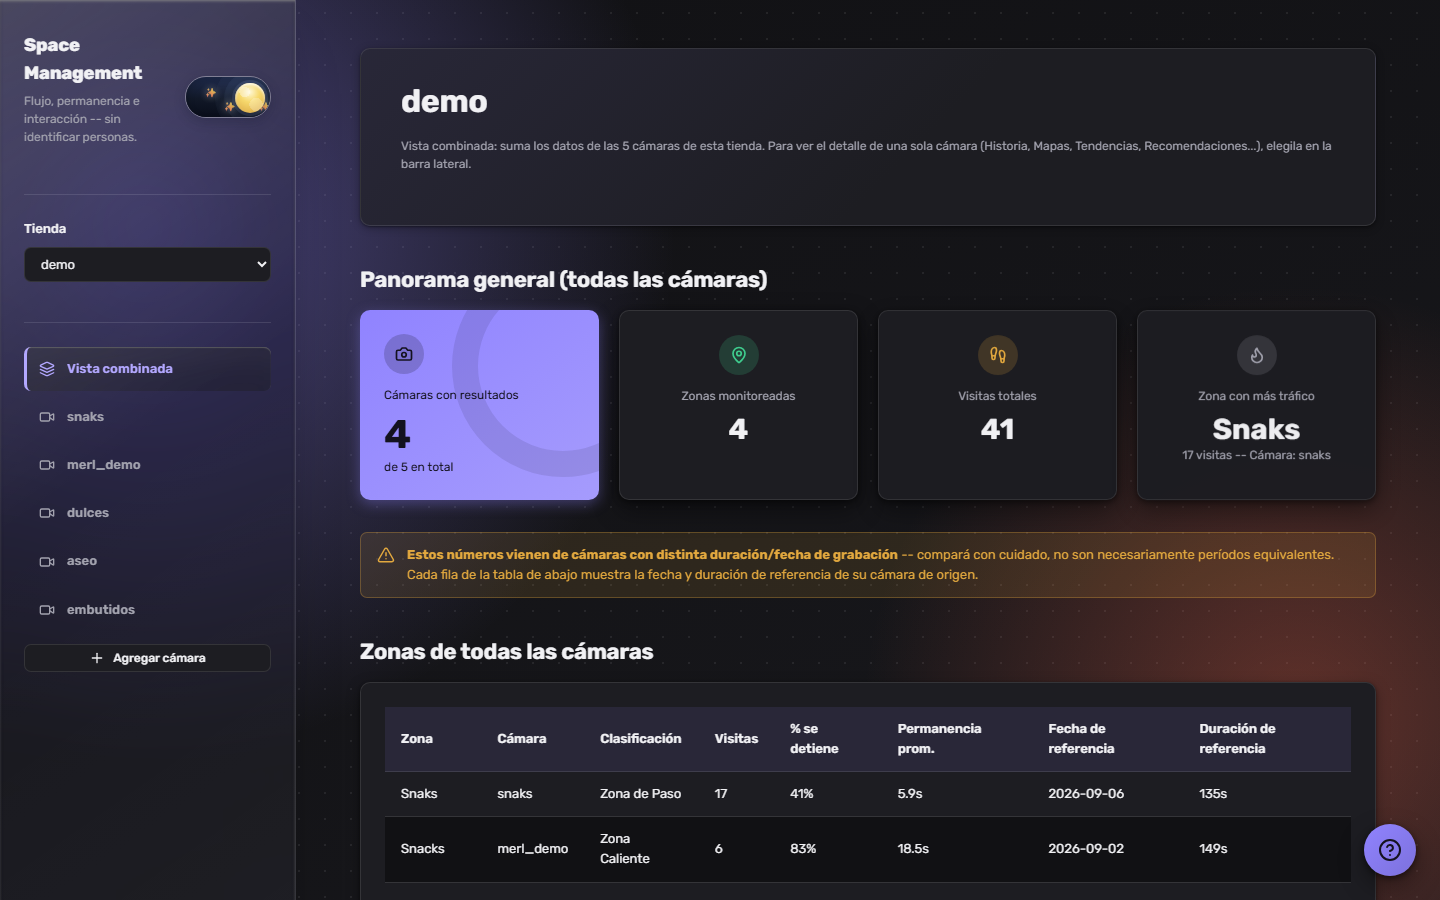 Space
Management
Flujo, permanencia e
interacción -- sin
identificar personas.
Tienda
demo
Vista combinada
snaks
merl_demo
dulces
aseo
embutidos
Agregar cámara
demo
Vista combinada: suma los datos de las 5 cámaras de esta tienda. Para ver el detalle de una sola cámara (Historia, Mapas, Tendencias, Recomendaciones...), elegila en la
barra lateral.
Panorama general (todas las cámaras)
Cámaras con resultados
4
de 5 en total
Zonas monitoreadas
4
Visitas totales
41
Zona con más tráfico
Snaks
17 visitas -- Cámara: snaks
Estos números vienen de cámaras con distinta duración/fecha de grabación -- compará con cuidado, no son necesariamente períodos equivalentes.
Cada fila de la tabla de abajo muestra la fecha y duración de referencia de su cámara de origen.
Zonas de todas las cámaras
Zona Cámara Clasificación Visitas % se detiene Permanencia prom. Fecha de referencia Duración de referencia
Snaks snaks Zona de Paso 17 41% 5.9s 2026-09-06 135s
Snacks merl_demo Zona Caliente 6 83% 18.5s 2026-09-02 149s